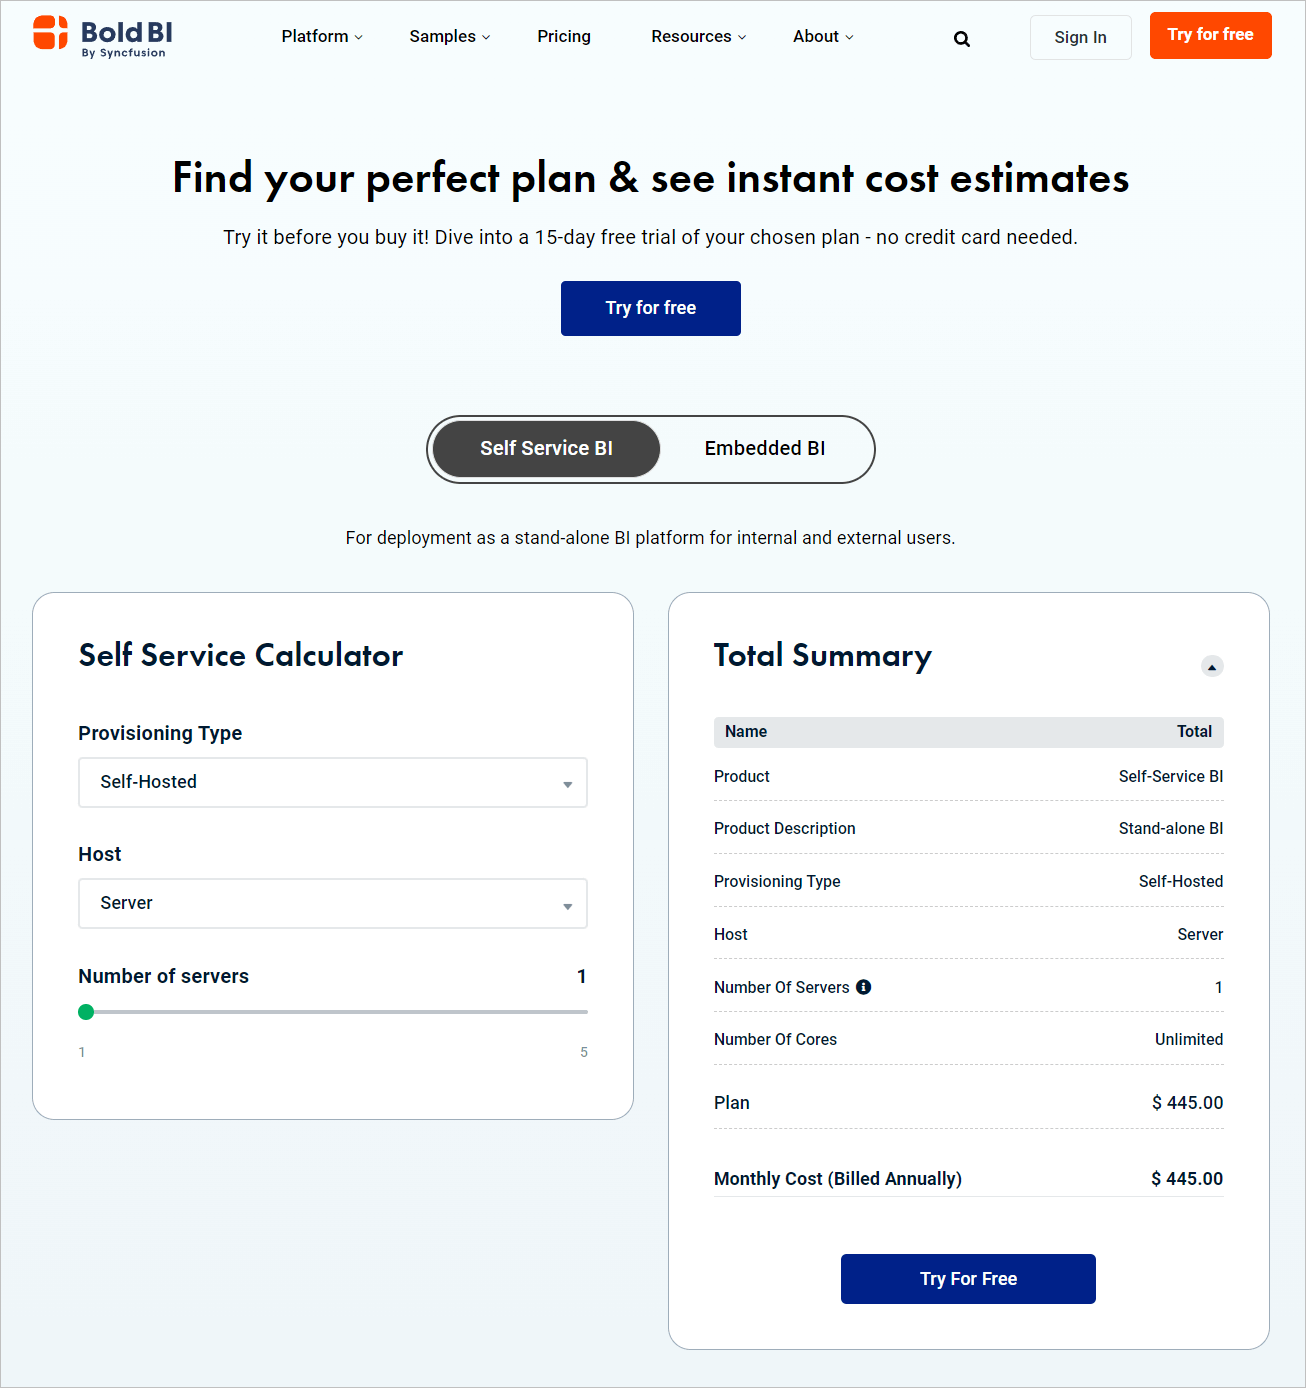 Bold BI
By Syncfusion
Platform
Samples
Pricing
Resources
About
Sign In
Try for free
Find your perfect plan & see instant cost estimates
Try it before you buy it! Dive into a 15-day free trial of your chosen plan - no credit card needed.
Try for free
Self Service BI
Embedded BI
For deployment as a stand-alone BI platform for internal and external users.
Self Service Calculator
Provisioning Type
Self-Hosted
Host
Server
Number of servers 1
1 5
Total Summary
Name Total
Product Self-Service BI
Product Description Stand-alone BI
Provisioning Type Self-Hosted
Host Server
Number Of Servers 1
Number Of Cores Unlimited
Plan $ 445.00
Monthly Cost (Billed Annually) $ 445.00
Try For Free